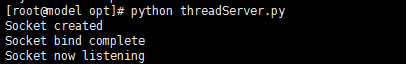 [root@model opt]# python threadServer.py
Socket created
Socket bind complete
Socket now listening